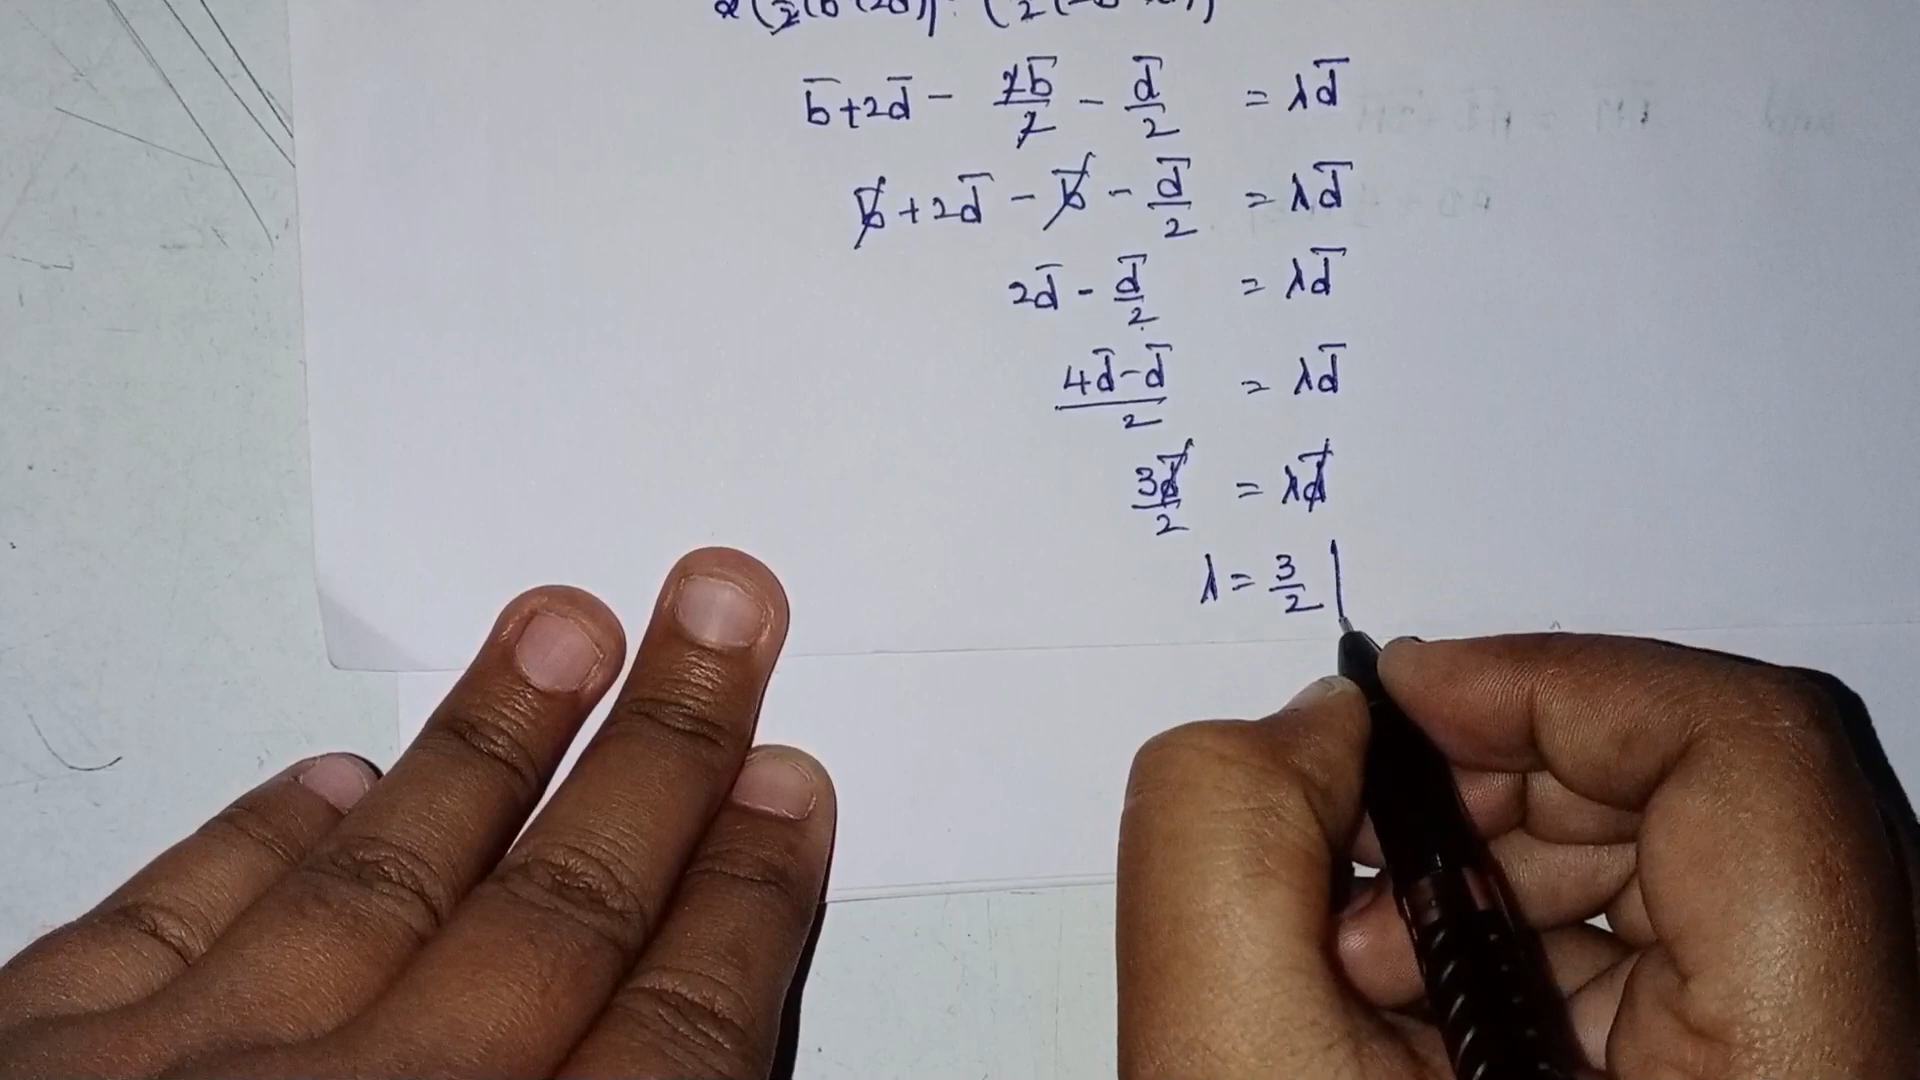 b̅ + 2d̅ - 2b̅/2 - d̅/2 = λd̅
b̅ + 2d̅ - b̅ - d̅/2 = λd̅
2d̅ - d̅/2 = λd̅
4d̅-d̅/2 = λd̅
3d̅/2 = λd̅
λ = 3/2